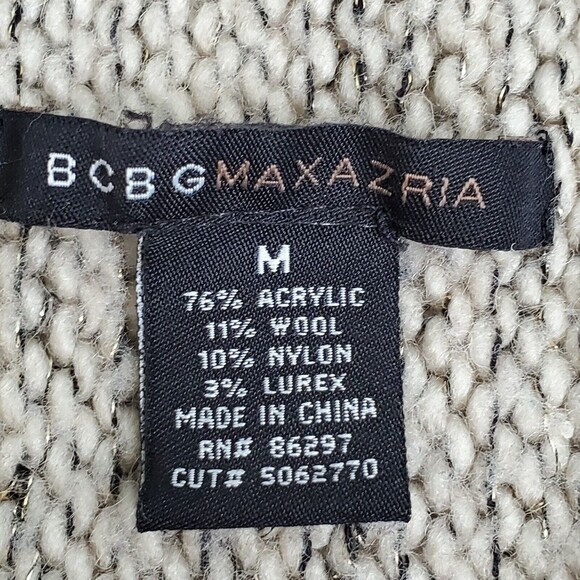 BCBGMAXAZRIA
M
76% ACRYLIC
11% WOOL
10% NYLON
3% LUREX
MADE IN CHINA
RN# 86297
CUT# 5062770